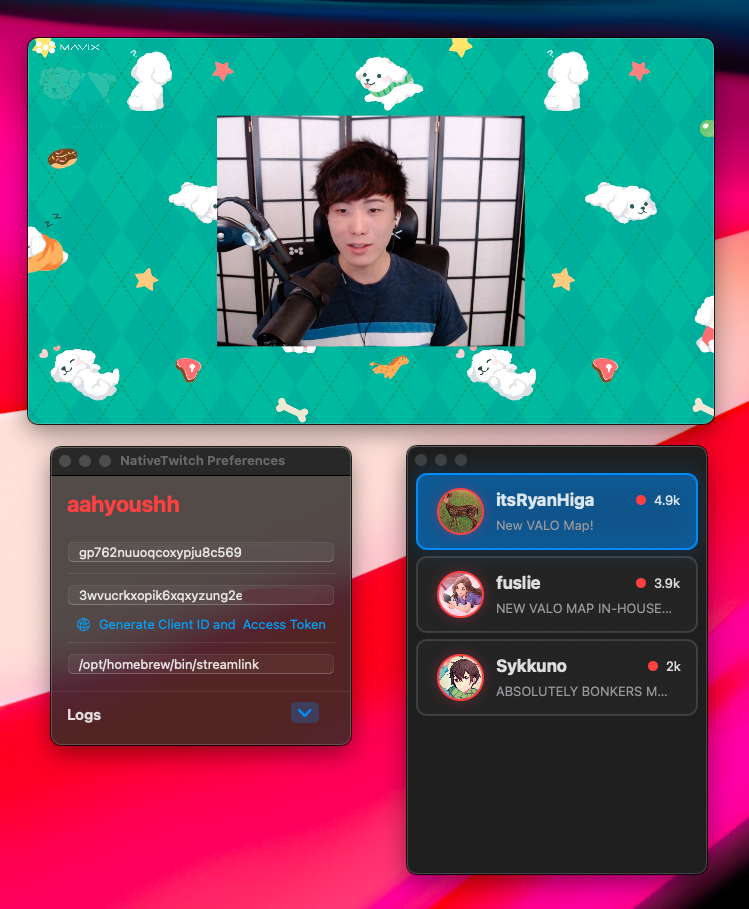 MAVIX
NativeTwitch Preferences
aahyoushh
gp762nuuoqcoxypju8c569
3wvucrkxopik6xqxyzung2e
Generate Client ID and Access Token
/opt/homebrew/bin/streamlink
Logs
itsRyanHiga
4.9k
New VALO Map!
fuslie
3.9k
NEW VALO MAP IN-HOUSE...
Sykkuno
2k
ABSOLUTELY BONKERS M...